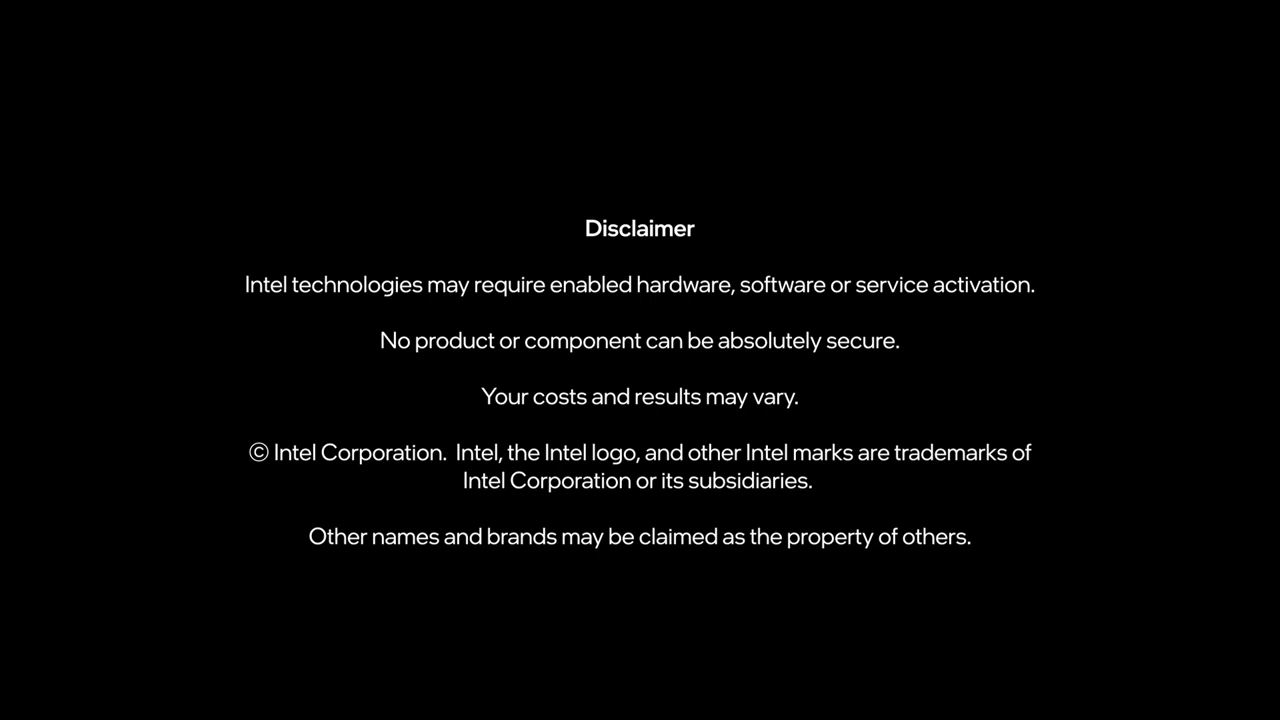 Disclaimer
Intel technologies may require enabled hardware, software or service activation.
No product or component can be absolutely secure.
Your costs and results may vary.
© Intel Corporation.  Intel, the Intel logo, and other Intel marks are trademarks of
Intel Corporation or its subsidiaries.
Other names and brands may be claimed as the property of others.